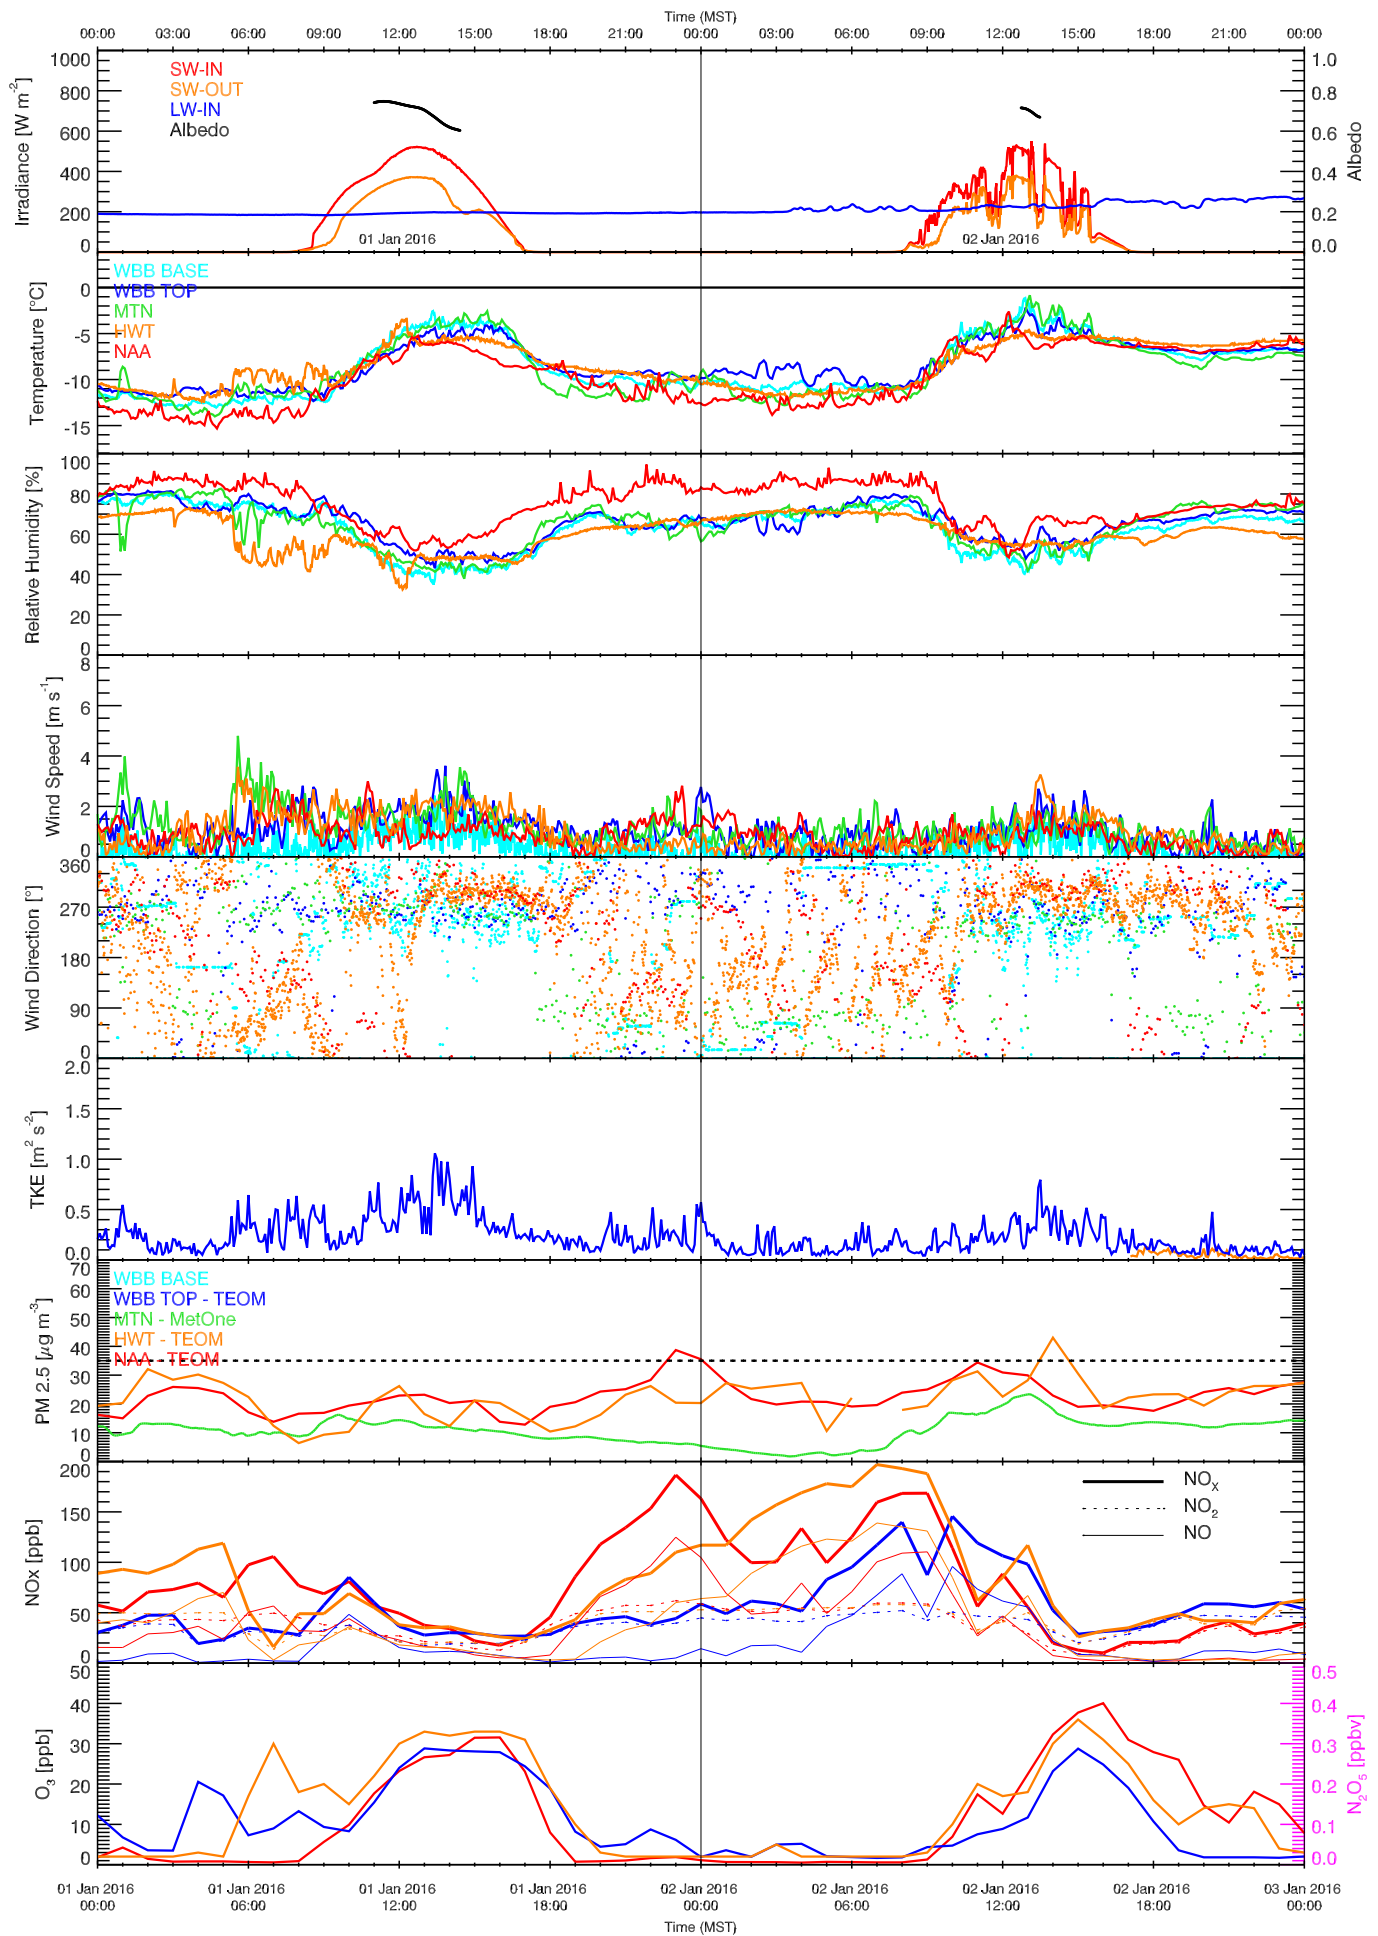 Time (MST)
00:00 03:00 06:00 09:00 12:00 15:00 18:00 21:00 00:00 03:00 06:00 09:00 12:00 15:00 18:00 21:00 00:00
Irradiance [W m⁻²]
1000
800
600
400
200
0
SW-IN
SW-OUT
LW-IN
Albedo
01 Jan 2016
02 Jan 2016
1.0
0.8
0.6
0.4
0.2
0.0
Albedo
Temperature [°C]
0
-5
-10
-15
WBB BASE
WBB TOP
MTN
HWT
NAA
Relative Humidity [%]
100
80
60
40
20
0
Wind Speed [m s⁻¹]
8
6
4
2
0
Wind Direction [°]
360
270
180
90
0
TKE [m² s⁻²]
2.0
1.5
1.0
0.5
0.0
PM 2.5 [µg m⁻³]
70
60
50
40
30
20
10
0
WBB BASE
WBB TOP - TEOM
MTN - MetOne
HWT - TEOM
NAA - TEOM
NOx [ppb]
200
150
100
50
0
NOₓ
NO₂
NO
O₃ [ppb]
50
40
30
20
10
0
0.5
0.4
0.3
0.2
0.1
0.0
N₂O₅ [ppbv]
01 Jan 2016 01 Jan 2016 01 Jan 2016 01 Jan 2016 02 Jan 2016 02 Jan 2016 02 Jan 2016 02 Jan 2016 03 Jan 2016
00:00 06:00 12:00 18:00 00:00 06:00 12:00 18:00 00:00
Time (MST)